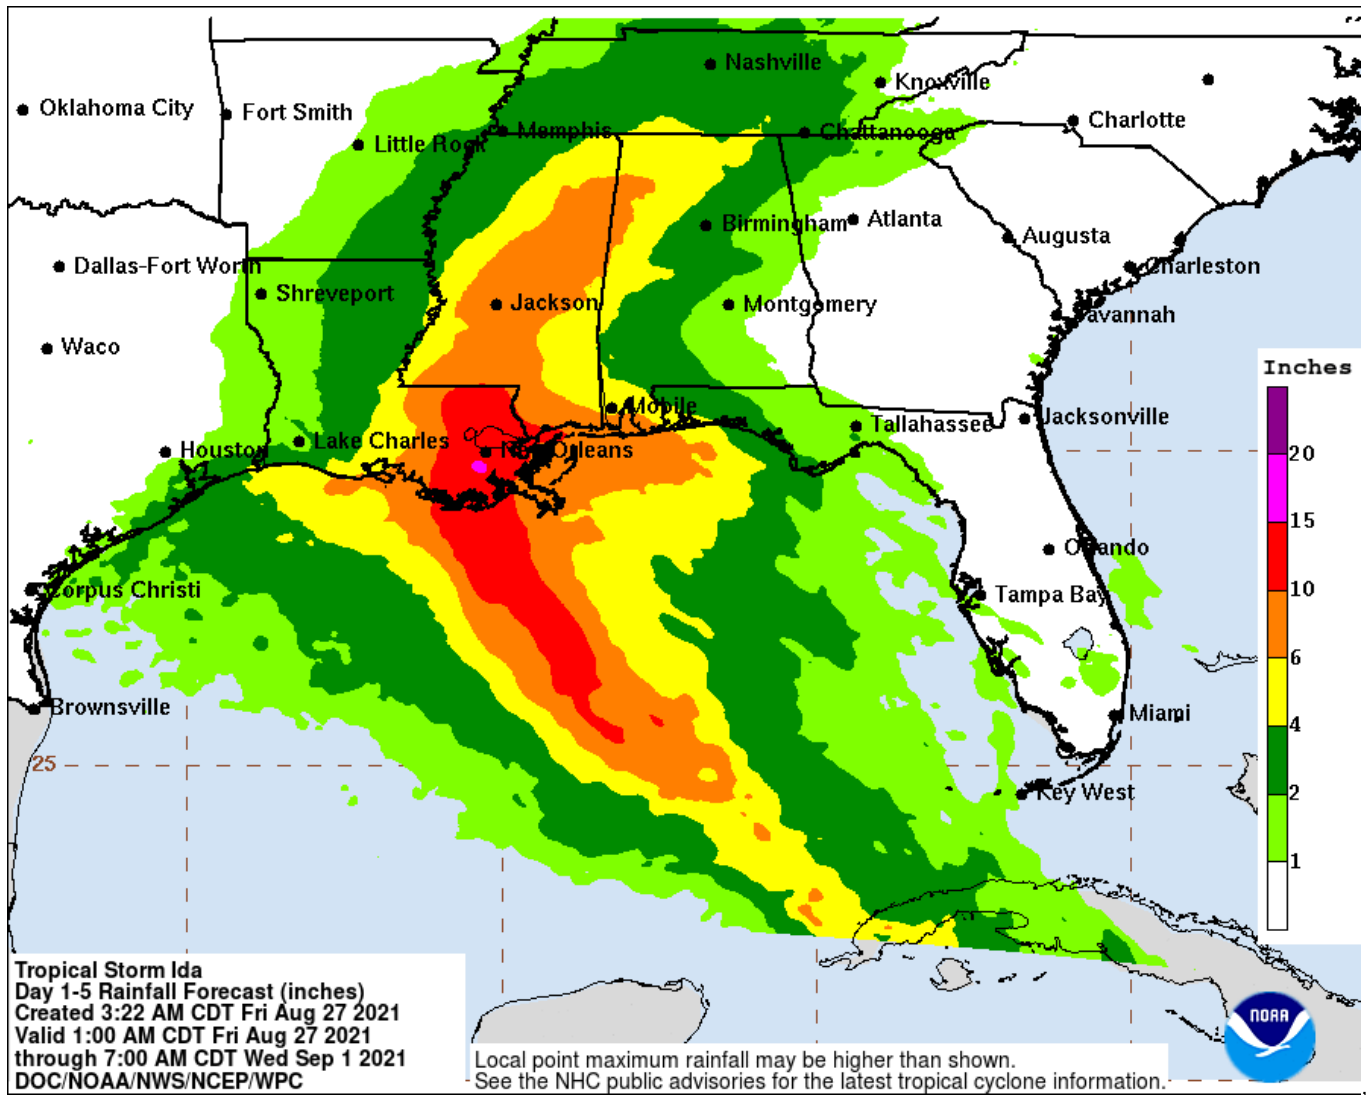 Nashville
Knoxville
Oklahoma City
Fort Smith
Charlotte
Memphis
Chattanooga
Little Rock
Birmingham
Atlanta
Augusta
Dallas-Fort Worth
Charleston
Shreveport
Jackson
Montgomery
Savannah
Waco
Inches
Mobile
Jacksonville
Tallahassee
Lake Charles
Houston
New Orleans
20
15
Orlando
Corpus Christi
Tampa Bay
10
6
Brownsville
Miami
4
25
Key West
2
1
Tropical Storm Ida
Day 1-5 Rainfall Forecast (inches)
Created 3:22 AM CDT Fri Aug 27 2021
Valid 1:00 AM CDT Fri Aug 27 2021
through 7:00 AM CDT Wed Sep 1 2021
DOC/NOAA/NWS/NCEP/WPC
NOAA
Local point maximum rainfall may be higher than shown.
See the NHC public advisories for the latest tropical cyclone information.